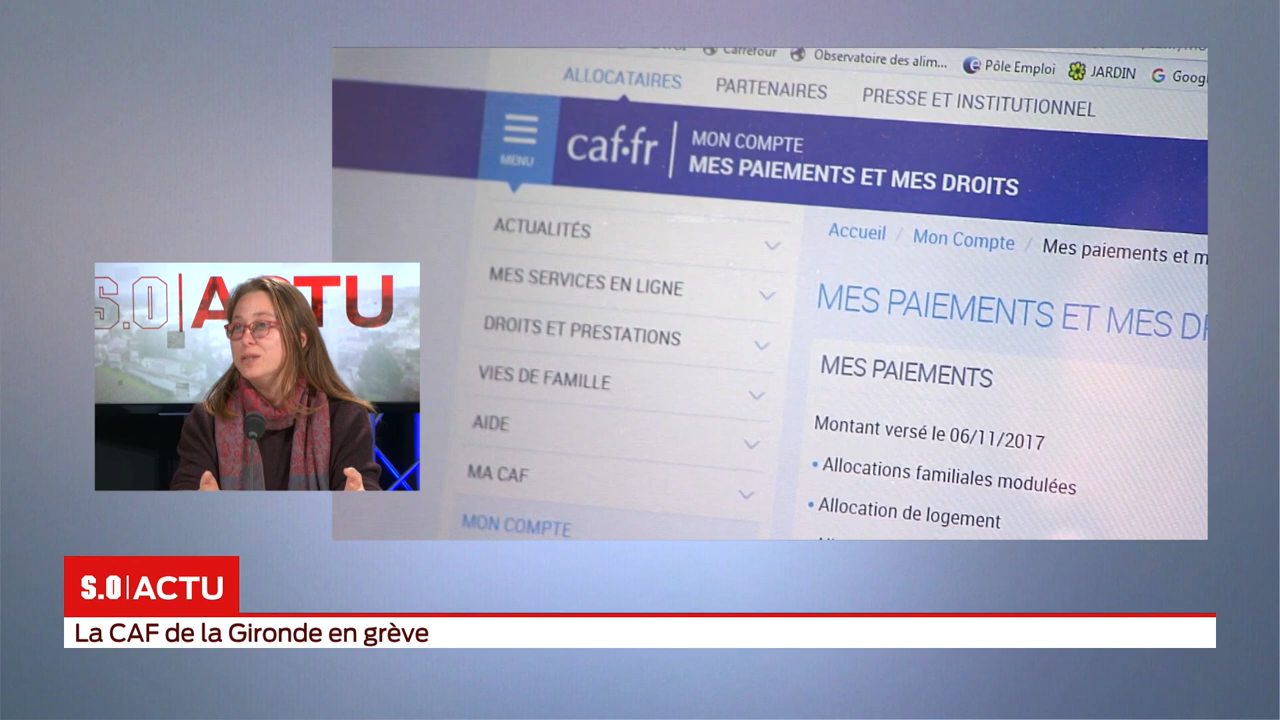 Carrefour
Observatoire des alim...
Pôle Emploi
JARDIN
Googl
ALLOCATAIRES
PARTENAIRES
PRESSE ET INSTITUTIONNEL
MENU
caf·fr
MON COMPTE
MES PAIEMENTS ET MES DROITS
ACTUALITÉS
MES SERVICES EN LIGNE
DROITS ET PRESTATIONS
VIES DE FAMILLE
AIDE
MA CAF
MON COMPTE
Accueil / Mon Compte / Mes paiements et m
MES PAIEMENTS ET MES DR
MES PAIEMENTS
Montant versé le 06/11/2017
• Allocations familiales modulées
• Allocation de logement
S.O ACTU
S.O ACTU
La CAF de la Gironde en grève